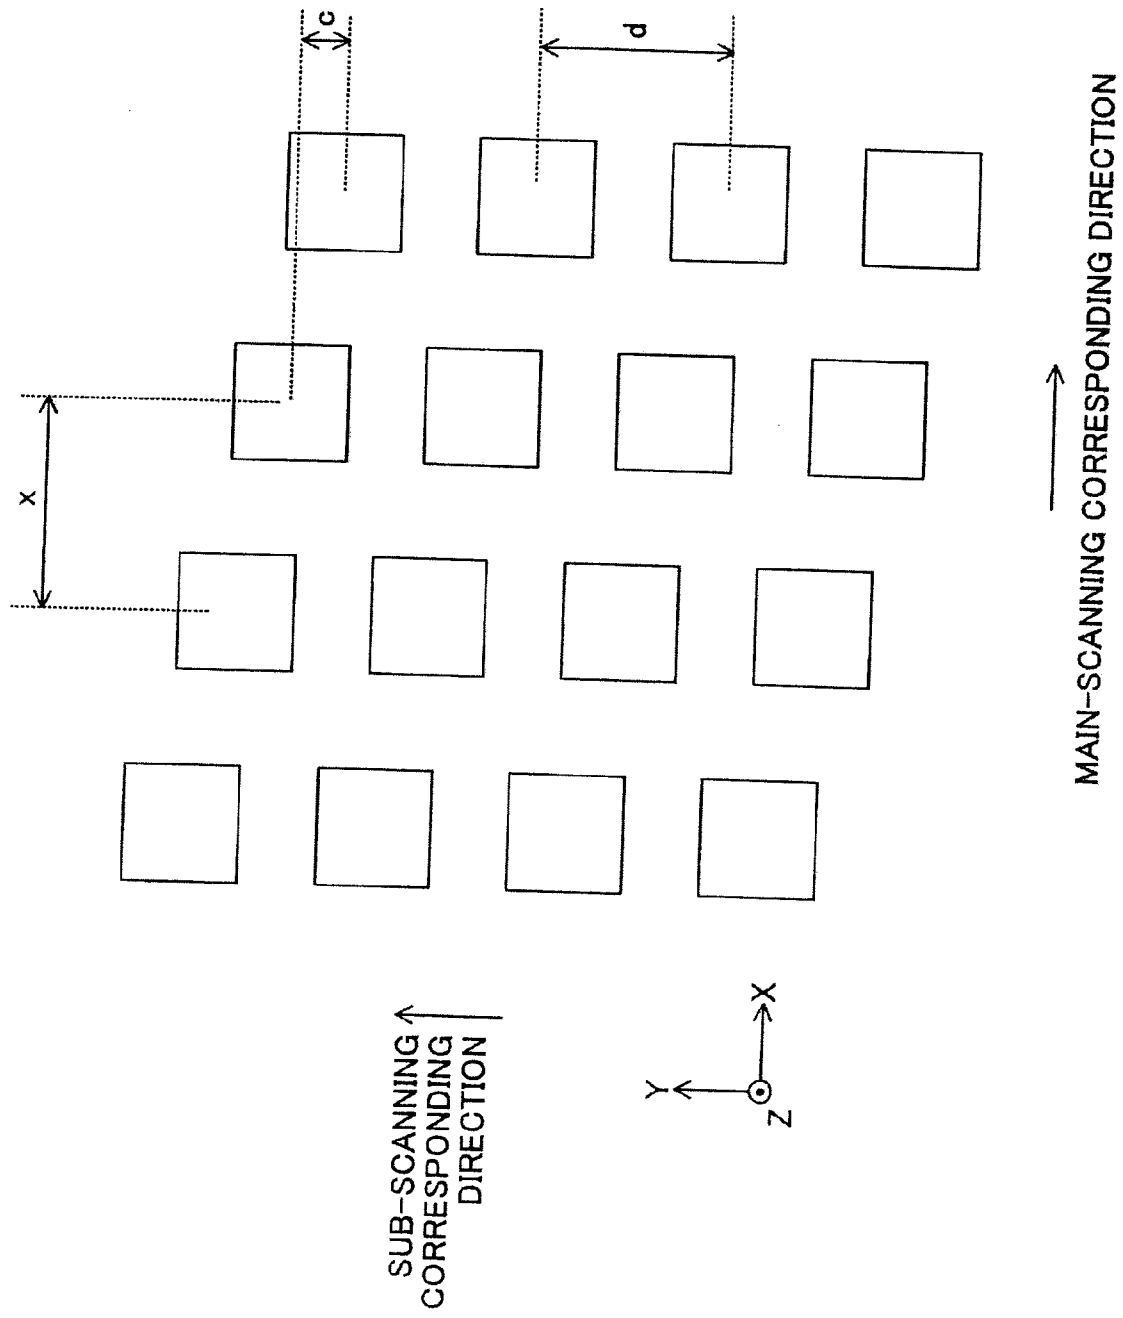 c
d
x
SUB-SCANNING
CORRESPONDING
DIRECTION
Y
X
Z
MAIN-SCANNING CORRESPONDING DIRECTION